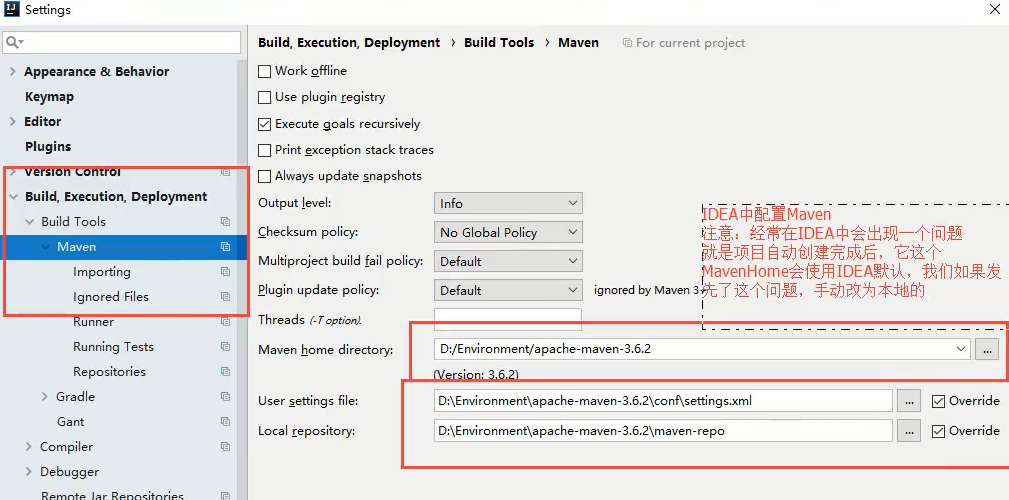 Settings
Build, Execution, Deployment › Build Tools › Maven For current project
Appearance & Behavior
Keymap
Editor
Plugins
Version Control
Build, Execution, Deployment
Build Tools
Maven
Importing
Ignored Files
Runner
Running Tests
Repositories
Gradle
Gant
Compiler
Debugger
Remote Jar Repositories
Work offline
Use plugin registry
Execute goals recursively
Print exception stack traces
Always update snapshots
Output level: Info
Checksum policy: No Global Policy
Multiproject build fail policy: Default
Plugin update policy: Default ignored by Maven 3+
Threads (-T option).
Maven home directory: D:/Environment/apache-maven-3.6.2 ...
(Version: 3.6.2)
User settings file: D:\Environment\apache-maven-3.6.2\conf\settings.xml ... Override
Local repository: D:\Environment\apache-maven-3.6.2\maven-repo ... Override
IDEA中配置Maven
注意：经常在IDEA中会出现一个问题
就是项目自动创建完成后，它这个
MavenHome会使用IDEA默认，我们如果发
先了这个问题，手动改为本地的